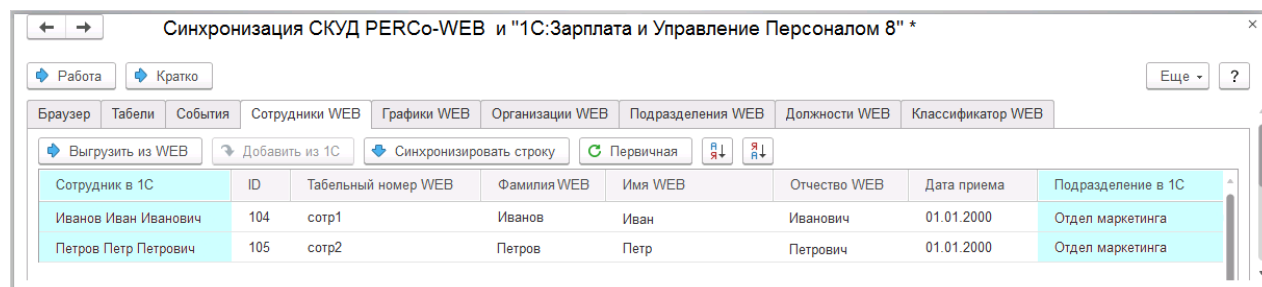 Синхронизация СКУД PERCo-WEB и "1С:Зарплата и Управление Персоналом 8" *
Работа Кратко Еще ?
Браузер Табели События Сотрудники WEB Графики WEB Организации WEB Подразделения WEB Должности WEB Классификатор WEB
Выгрузить из WEB Добавить из 1С Синхронизировать строку Первичная
Сотрудник в 1С ID Табельный номер WEB Фамилия WEB Имя WEB Отчество WEB Дата приема Подразделение в 1С
Иванов Иван Иванович 104 сотр1 Иванов Иван Иванович 01.01.2000 Отдел маркетинга
Петров Петр Петрович 105 сотр2 Петров Петр Петрович 01.01.2000 Отдел маркетинга